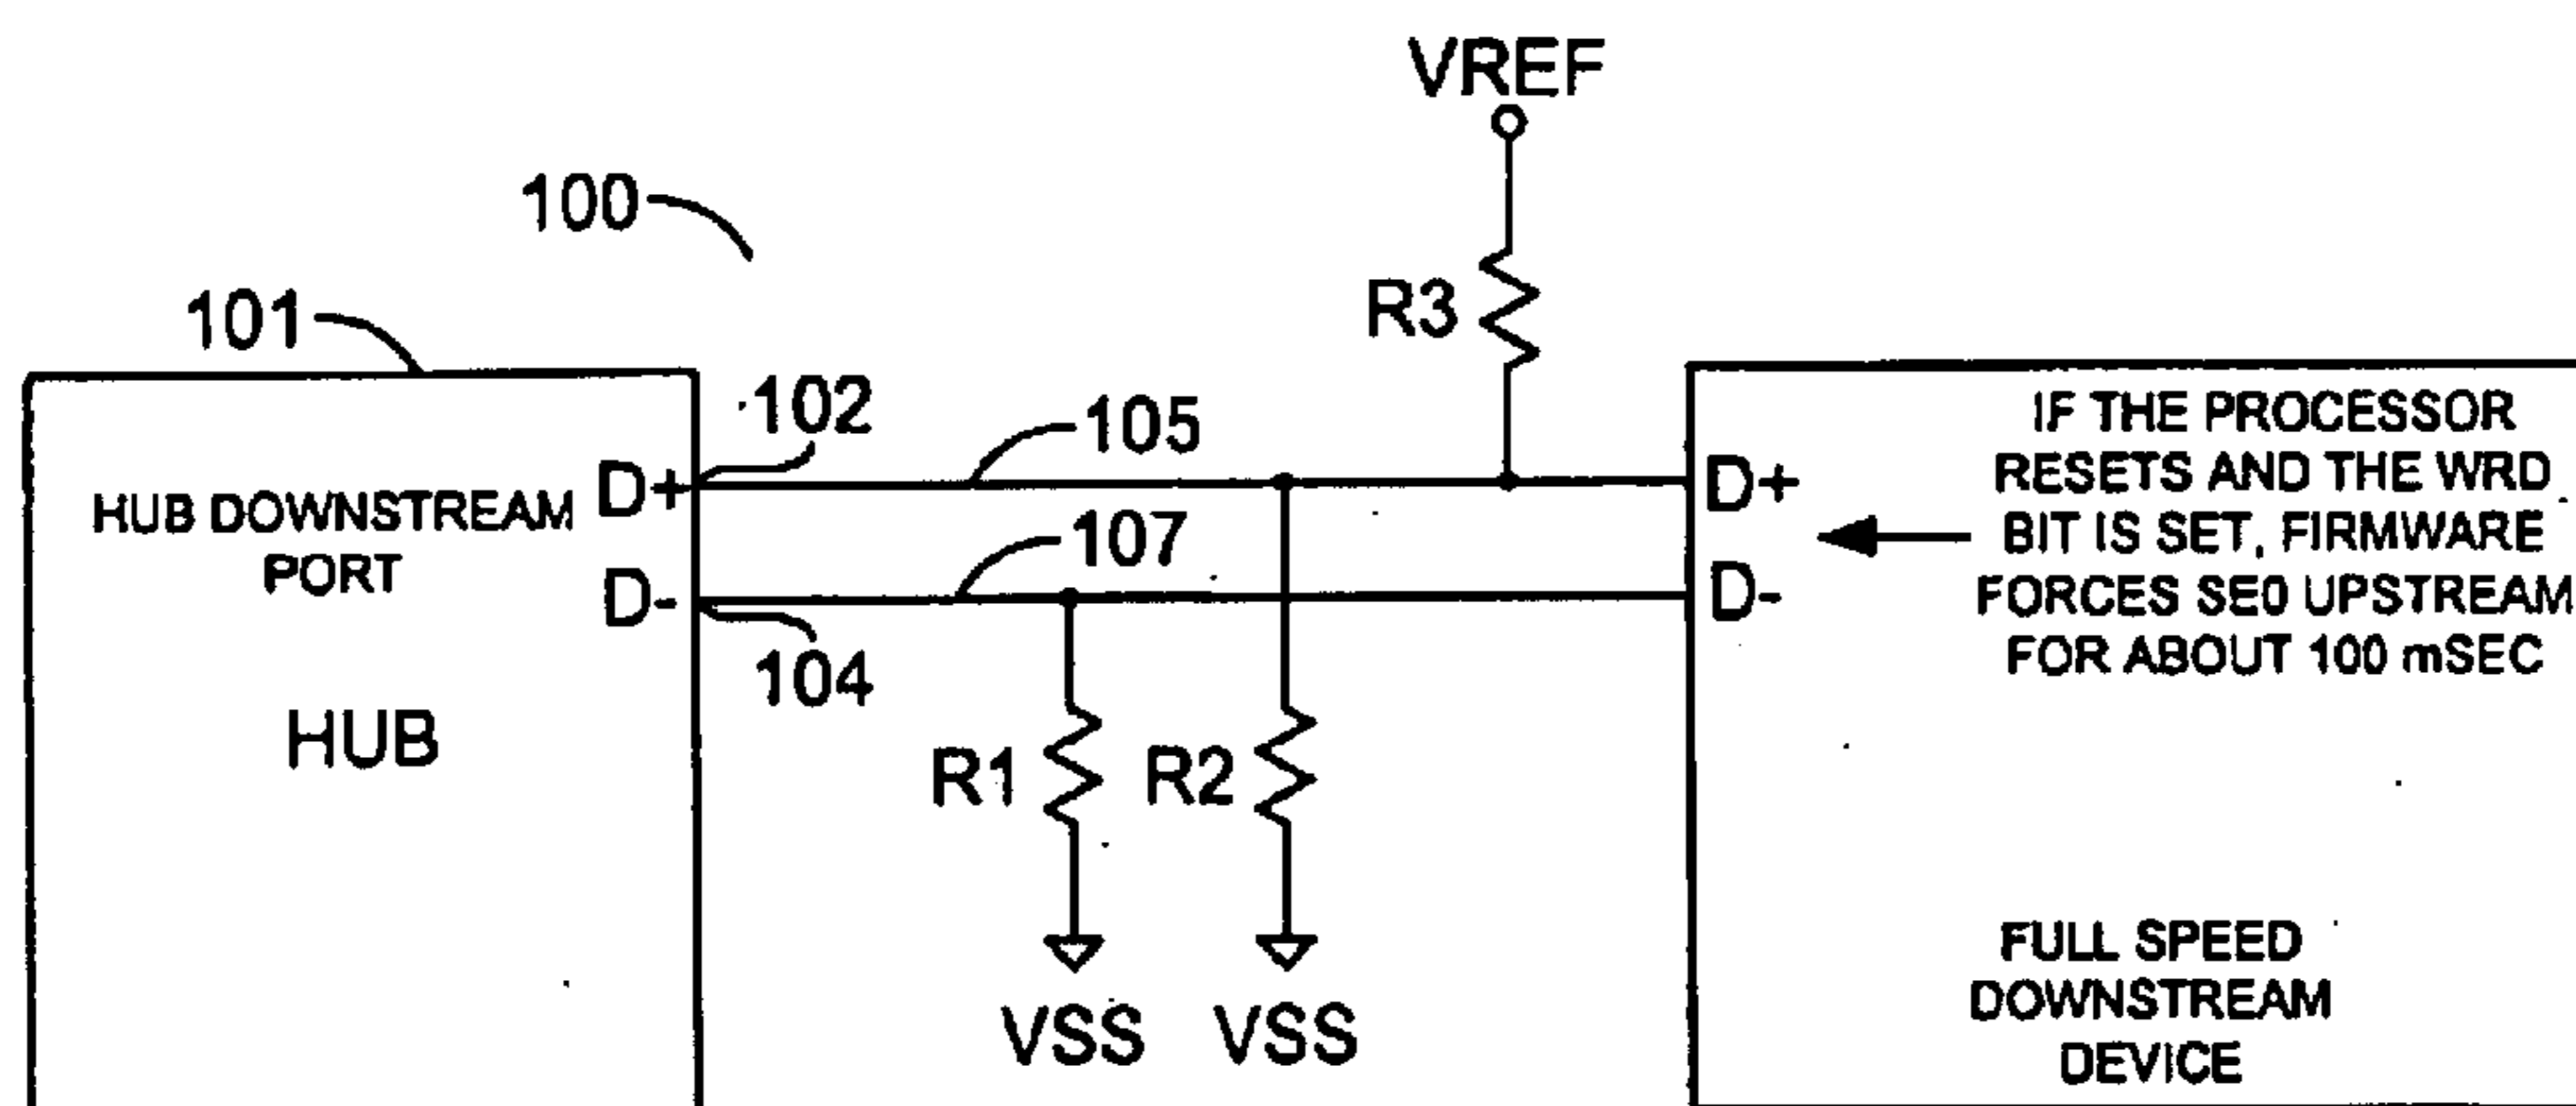 VREF
100
101
R3
102
105
D+
HUB DOWNSTREAM
PORT
107
D-
104
HUB
R1
R2
VSS
VSS
D+
D-
IF THE PROCESSOR
RESETS AND THE WRD
BIT IS SET, FIRMWARE
FORCES SE0 UPSTREAM
FOR ABOUT 100 mSEC
FULL SPEED
DOWNSTREAM
DEVICE